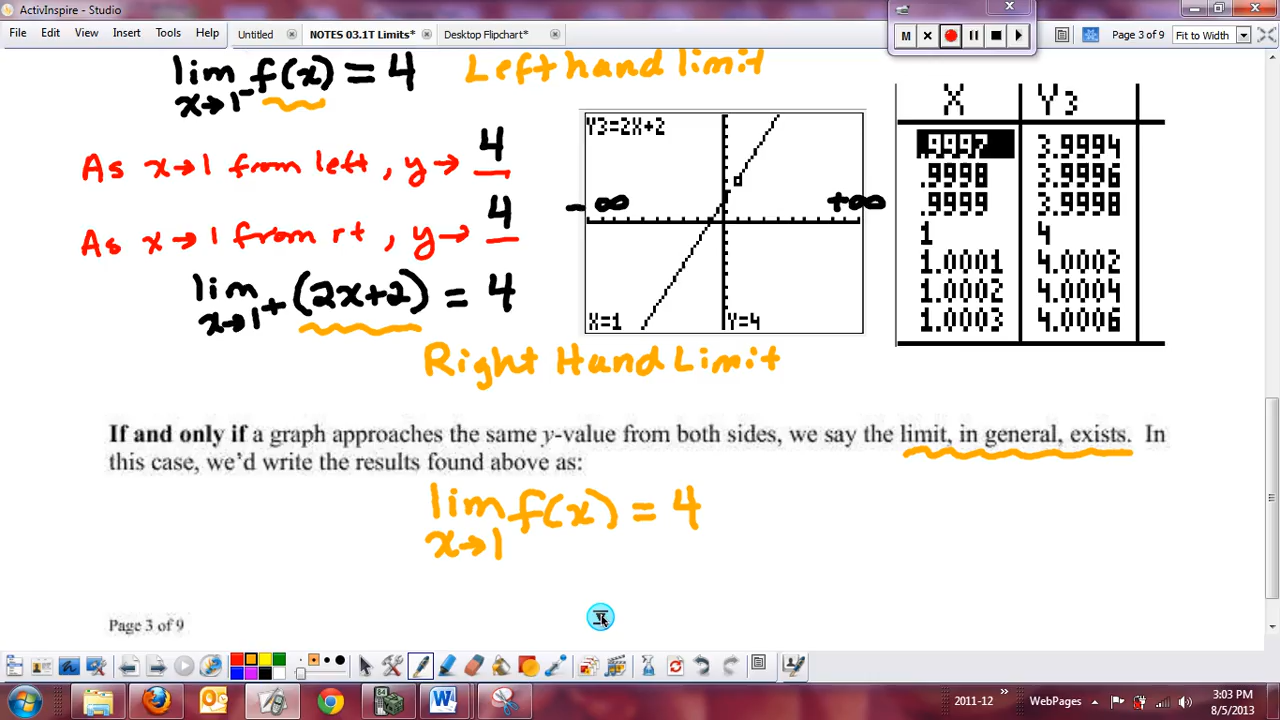 ActivInspire - Studio
File Edit View Insert Tools Help Untitled NOTES 03.1T Limits* Desktop Flipchart* Page 3 of 9 Fit to Width
M
lim f(x) = 4 Left hand limit
x→1⁻
X Y3
.9997 3.9994
.9998 3.9996
.9999 3.9998
1 4
1.0001 4.0002
1.0002 4.0004
1.0003 4.0006
Y3=2X+2
-∞ +∞
X=1 Y=4
As x→1 from left, y→ 4
As x→1 from rt, y→ 4
lim (2x+2) = 4
x→1⁺
Right Hand Limit
If and only if a graph approaches the same y-value from both sides, we say the limit, in general, exists. In
this case, we'd write the results found above as:
lim f(x) = 4
x→1
Page 3 of 9
2011-12 » WebPages » 3:03 PM
8/5/2013